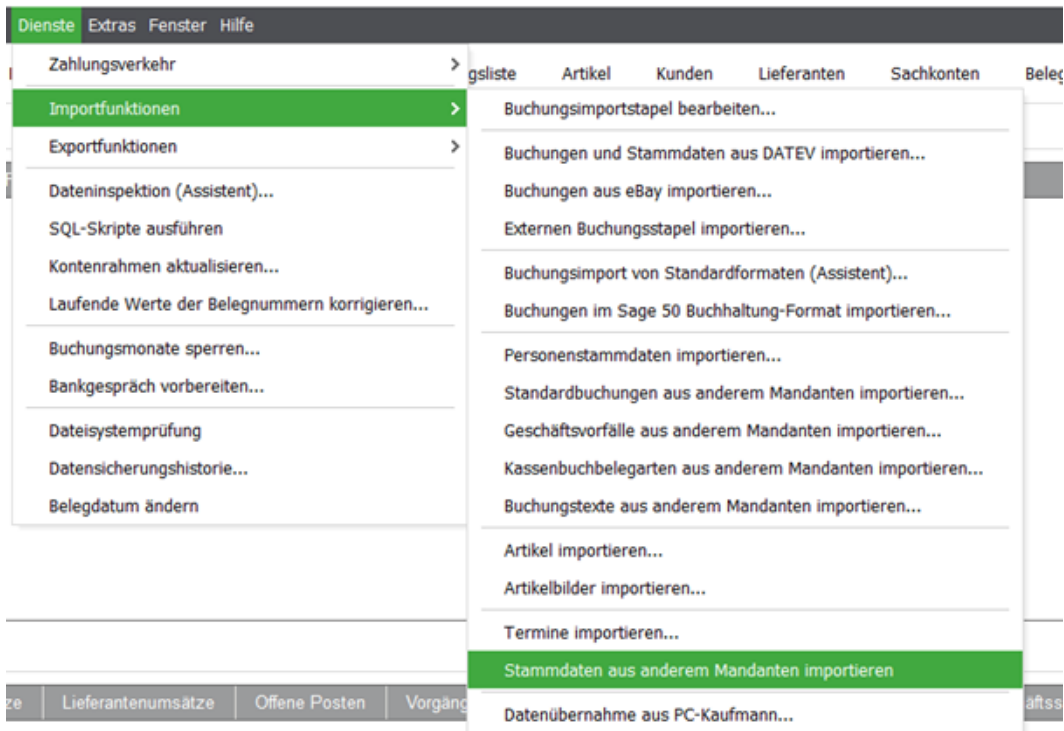 Dienste Extras Fenster Hilfe
gsliste Artikel Kunden Lieferanten Sachkonten Beleg
Zahlungsverkehr
Importfunktionen
Exportfunktionen
Dateninspektion (Assistent)...
SQL-Skripte ausführen
Kontenrahmen aktualisieren...
Laufende Werte der Belegnummern korrigieren...
Buchungsmonate sperren...
Bankgespräch vorbereiten...
Dateisystemprüfung
Datensicherungshistorie...
Belegdatum ändern
Buchungsimportstapel bearbeiten...
Buchungen und Stammdaten aus DATEV importieren...
Buchungen aus eBay importieren...
Externen Buchungsstapel importieren...
Buchungsimport von Standardformaten (Assistent)...
Buchungen im Sage 50 Buchhaltung-Format importieren...
Personenstammdaten importieren...
Standardbuchungen aus anderem Mandanten importieren...
Geschäftsvorfälle aus anderem Mandanten importieren...
Kassenbuchbelegarten aus anderem Mandanten importieren...
Buchungstexte aus anderem Mandanten importieren...
Artikel importieren...
Artikelbilder importieren...
Termine importieren...
Stammdaten aus anderem Mandanten importieren
Datenübernahme aus PC-Kaufmann...
ze Lieferantenumsätze Offene Posten Vorgäng äftss